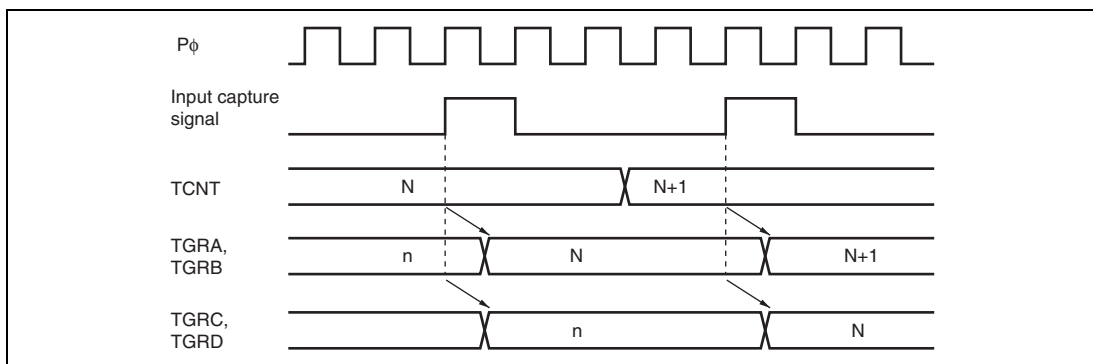 Pϕ
Input capture
signal
TCNT
N
N+1
TGRA,
TGRB
n
N
N+1
TGRC,
TGRD
n
N